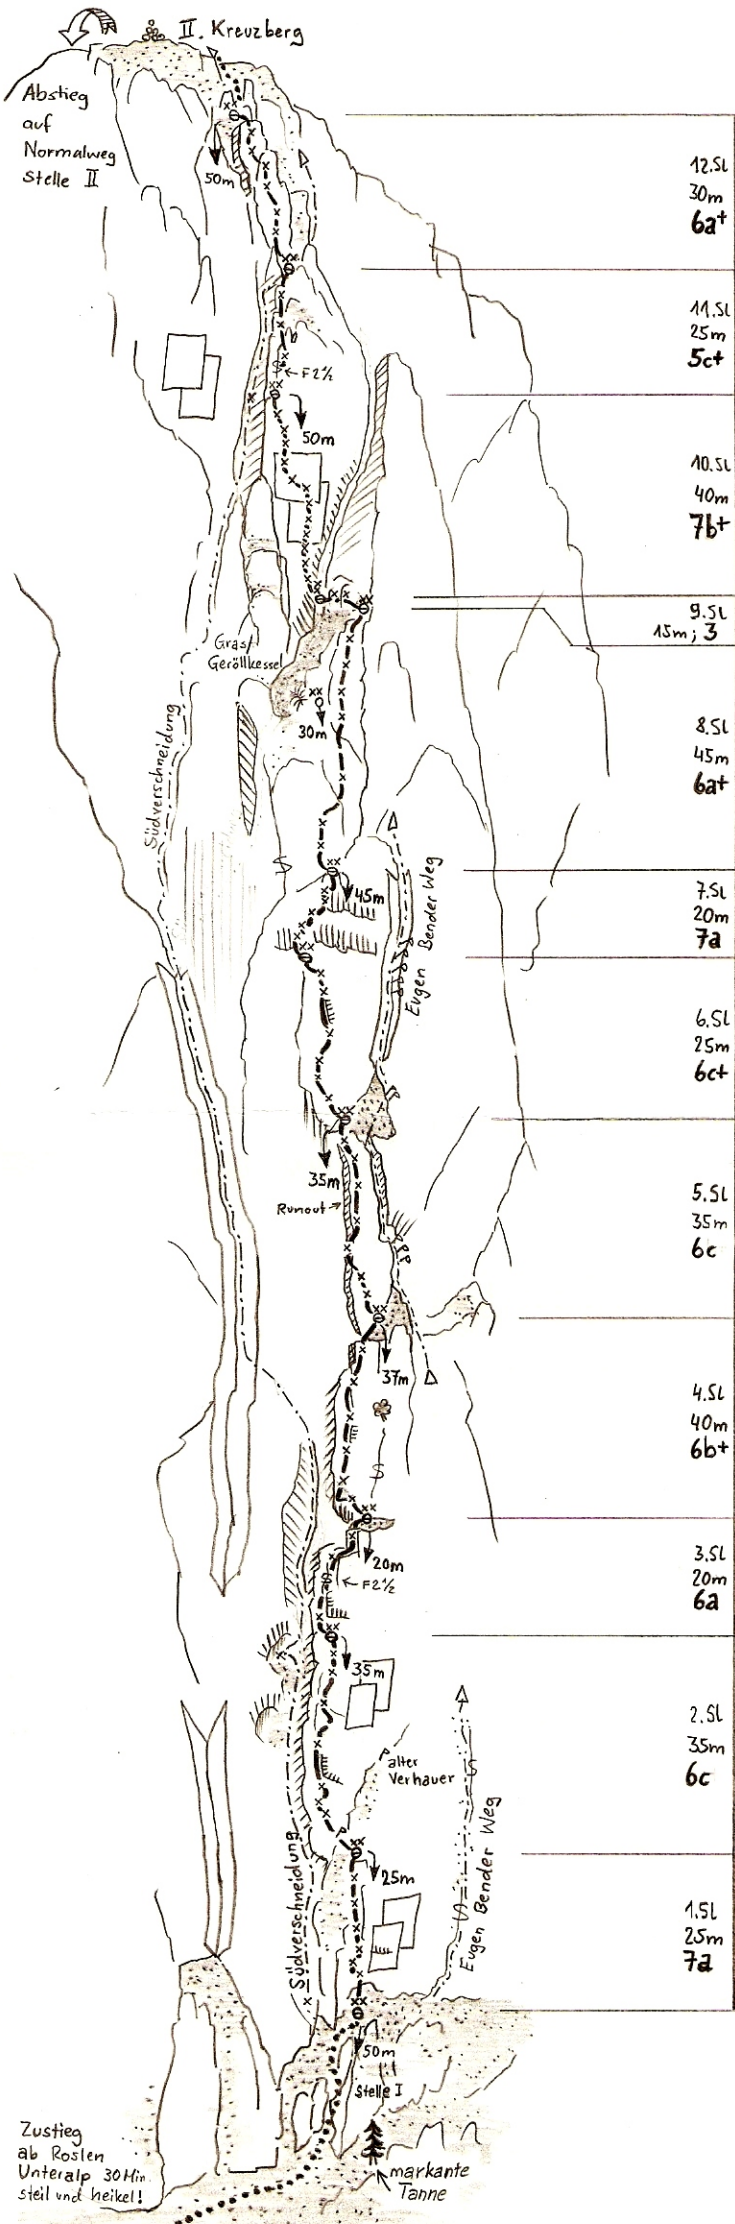 II. Kreuzberg
Abstieg
auf
Normalweg
Stelle II
50m
12.SL
30m
6a+
11.SL
25m
5c+
← F2½
50m
10.SL
40m
7b+
9.SL
15m; 3
Gras/
Geröllkessel
30m
8.SL
45m
6a+
Südverschneidung
45m
Eugen Bender Weg
7.SL
20m
7a
6.SL
25m
6c+
35m
Runout →
5.SL
35m
6c
37m
4.SL
40m
6b+
20m
← F2½
3.SL
20m
6a
35m
2.SL
35m
6c
P alter
Verhauer
P
25m
Südverschneidung
Eugen Bender Weg
1.SL
25m
7a
50m
Stelle I
Zustieg
ab Roslen
Unteralp 30Min.
steil und heikel!
markante
Tanne